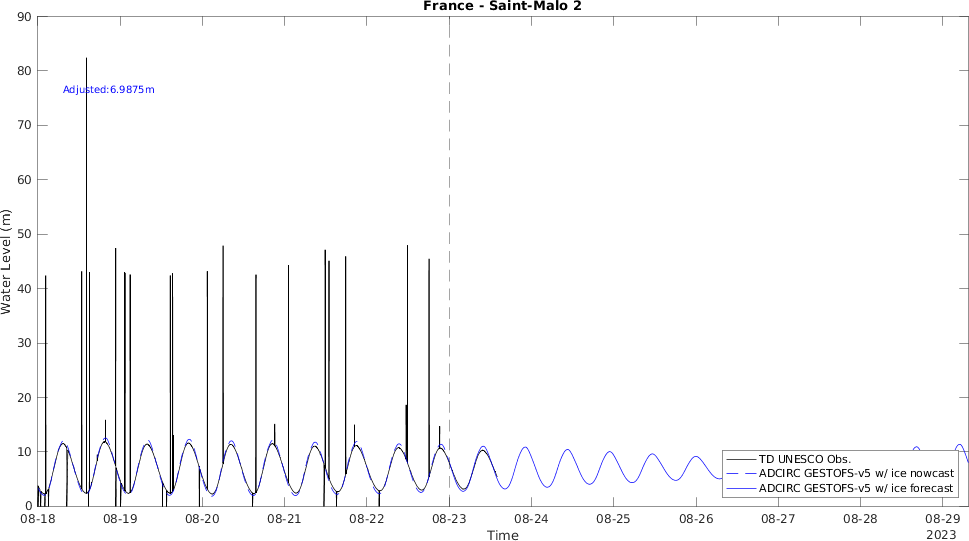 France - Saint-Malo 2
90
80
70
60
50
40
30
20
10
0
Water Level (m)
Adjusted:6.9875m
TD UNESCO Obs.
ADCIRC GESTOFS-v5 w/ ice nowcast
ADCIRC GESTOFS-v5 w/ ice forecast
08-18 08-19 08-20 08-21 08-22 08-23 08-24 08-25 08-26 08-27 08-28 08-29
Time
2023